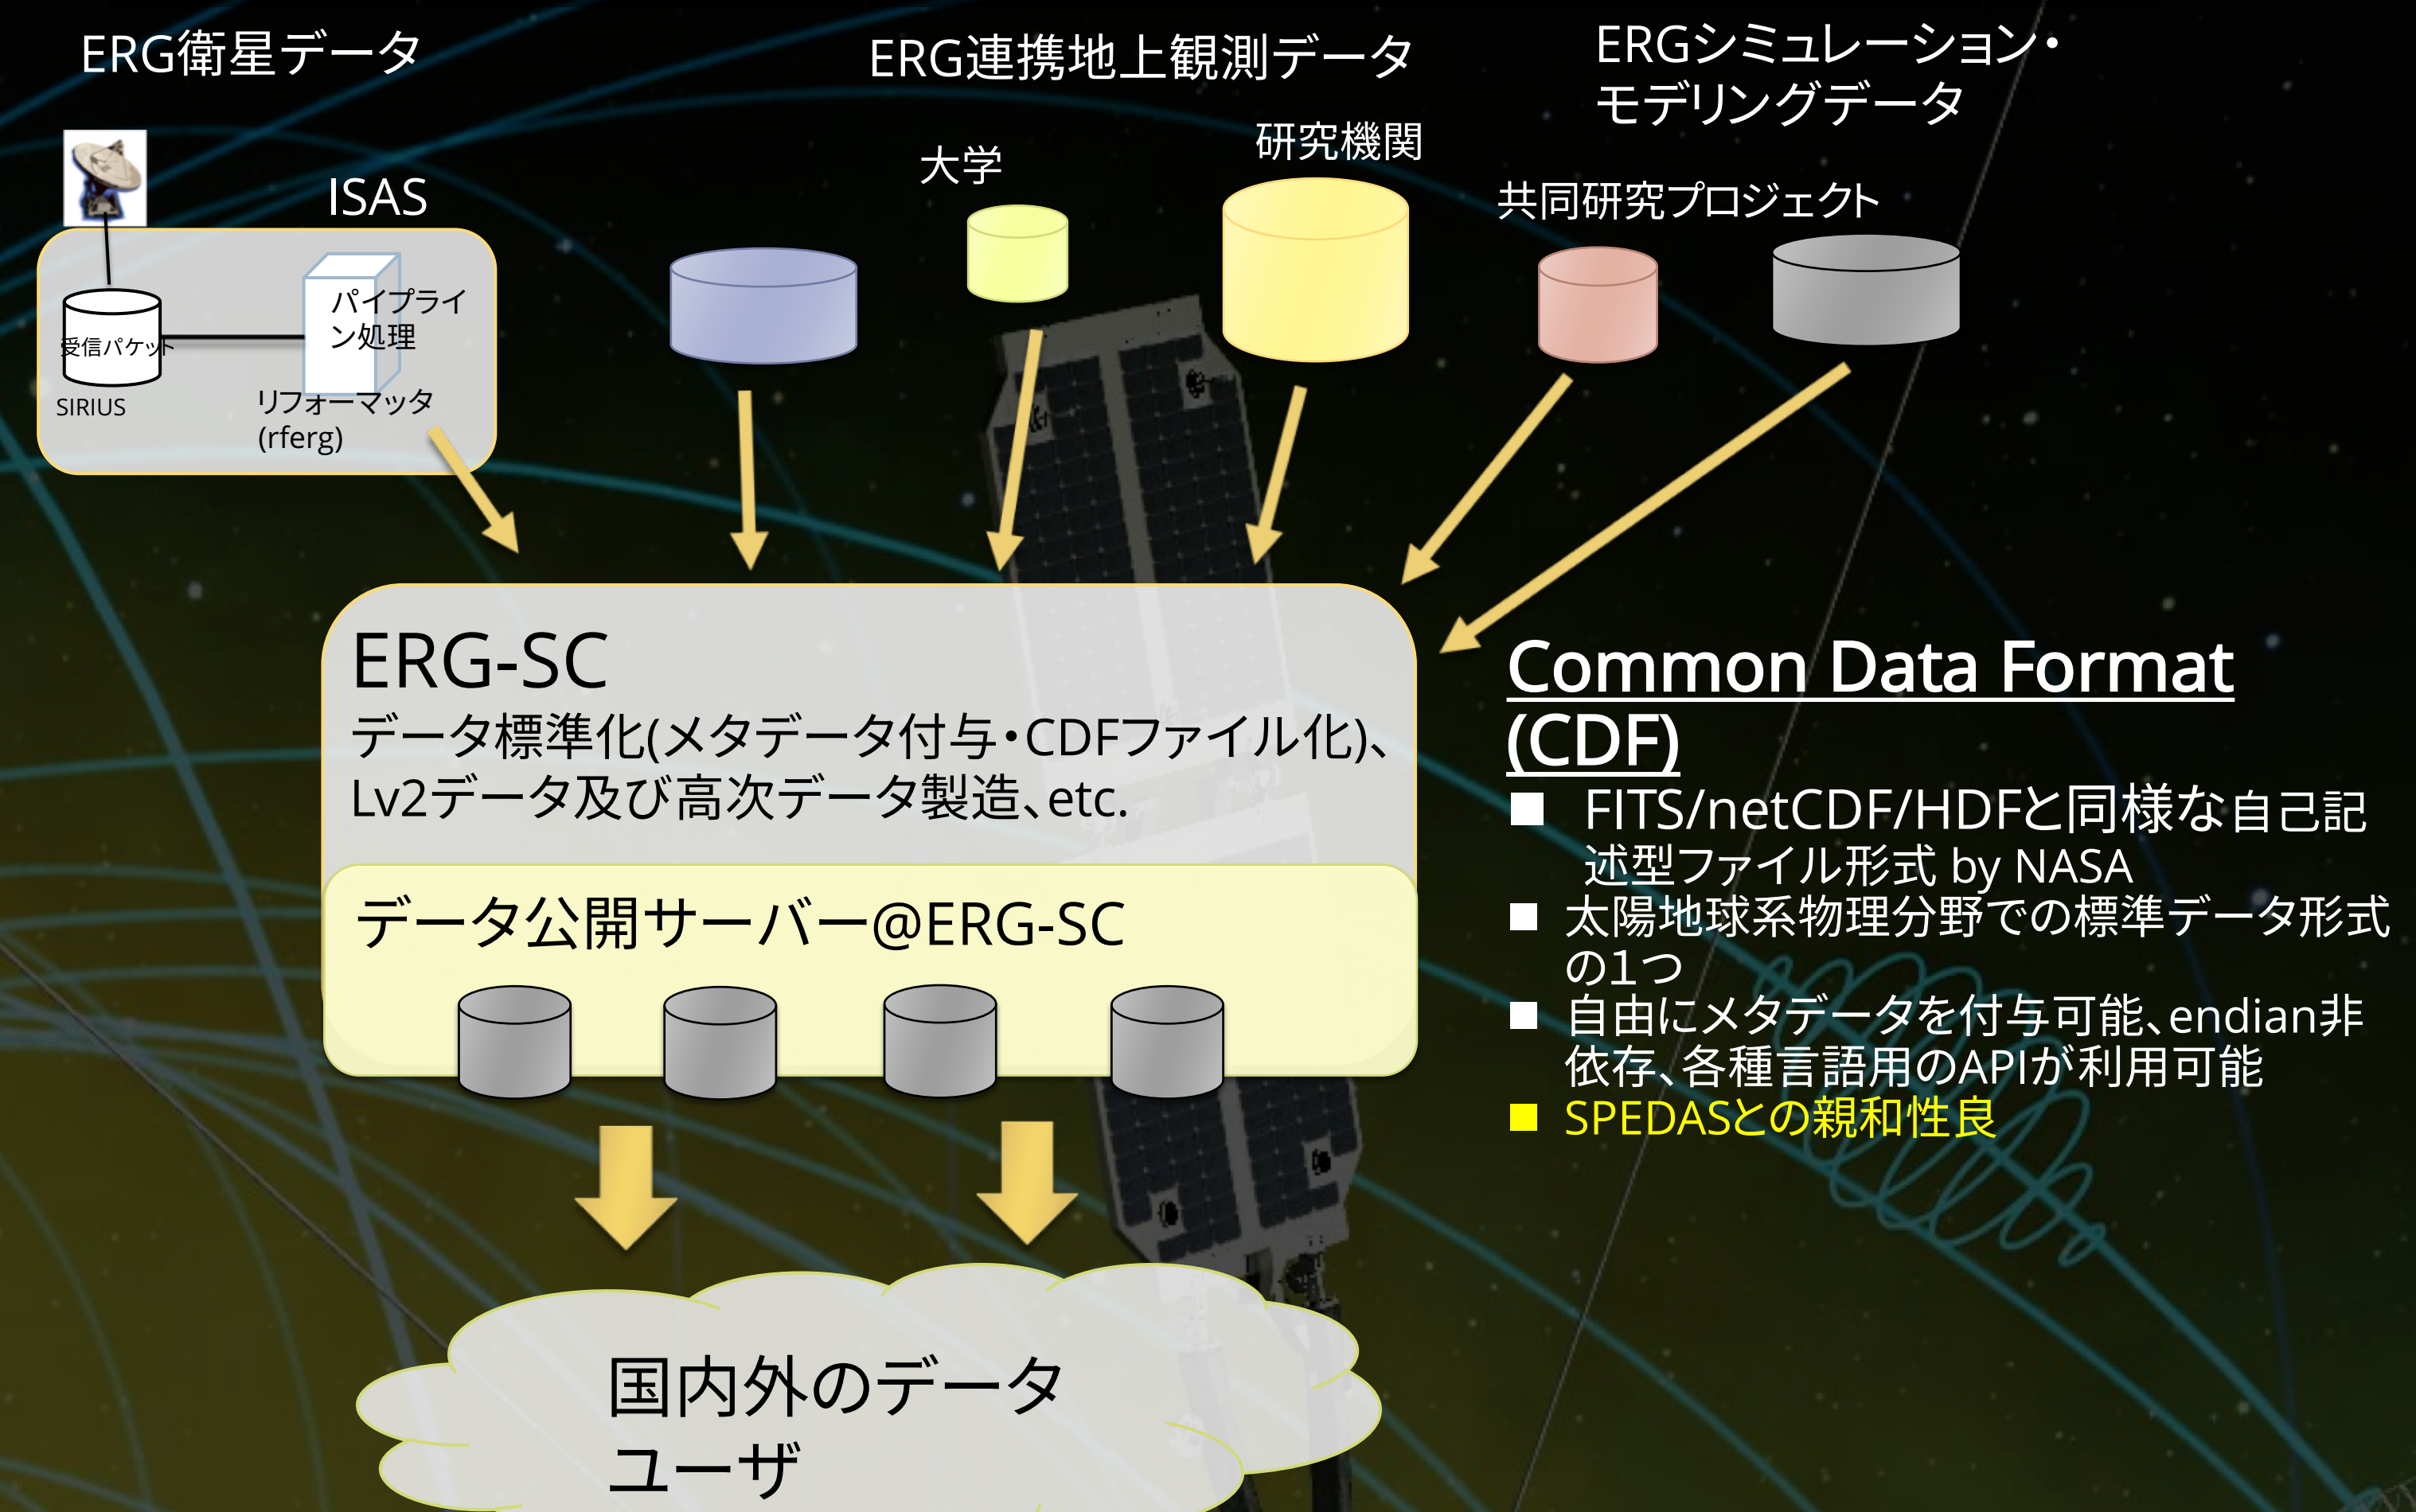 ERG衛星データ
ERG連携地上観測データ
ERGシミュレーション・
モデリングデータ
大学
研究機関
共同研究プロジェクト
ISAS
パイプライ
ン処理
受信パケット
SIRIUS
リフォーマッタ
(rferg)
ERG-SC
データ標準化(メタデータ付与・CDFファイル化)、
Lv2データ及び高次データ製造、etc.
データ公開サーバー@ERG-SC
国内外のデータ
ユーザ
Common Data Format
(CDF)
■ FITS/netCDF/HDFと同様な自己記
述型ファイル形式 by NASA
■ 太陽地球系物理分野での標準データ形式
の1つ
■ 自由にメタデータを付与可能、endian非
依存、各種言語用のAPIが利用可能
■ SPEDASとの親和性良